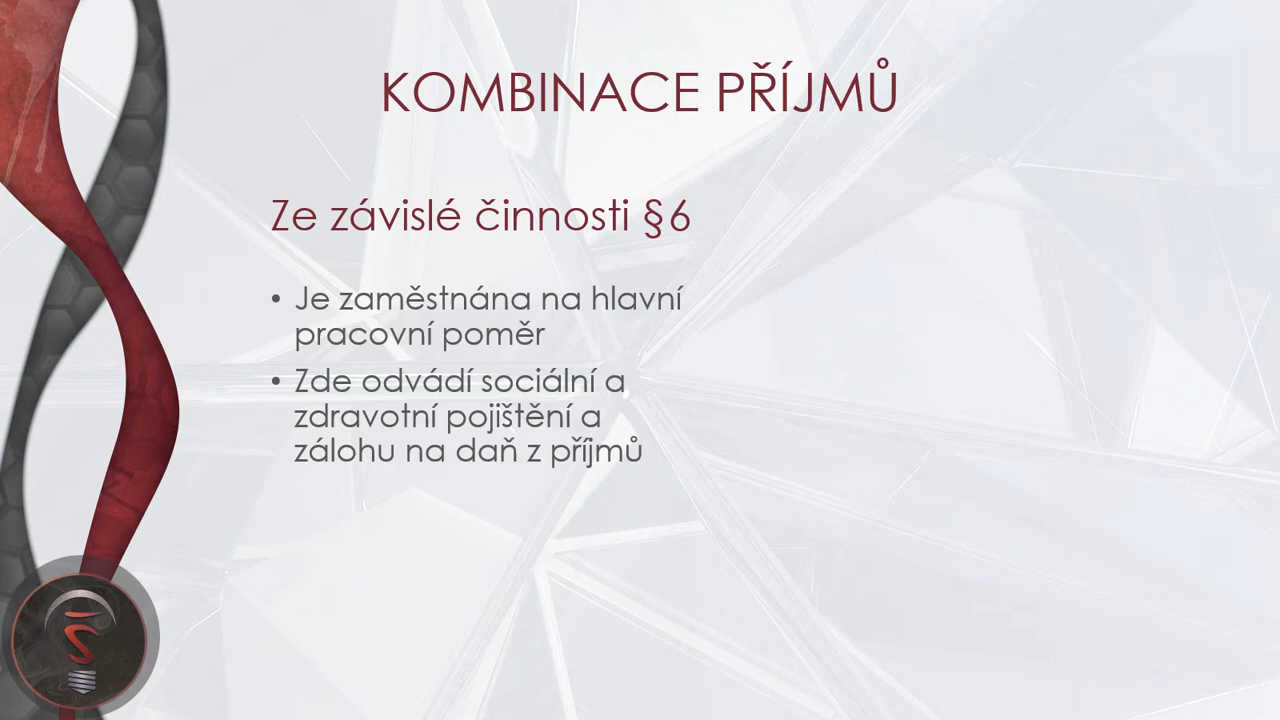 KOMBINACE PŘÍJMŮ
Ze závislé činnosti §6
• Je zaměstnána na hlavní
pracovní poměr
• Zde odvádí sociální a
zdravotní pojištění a
zálohu na daň z příjmů